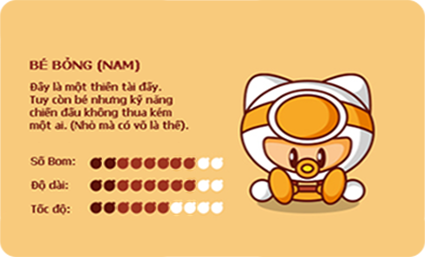 BÉ BỎNG (NAM)
Đây là một thiên tài đấy.
Tuy còn bé nhưng kỹ năng
chiến đấu không thua kém
một ai. (Nhỏ mà có võ là thế).
Số Bom:
Độ dài:
Tốc độ: